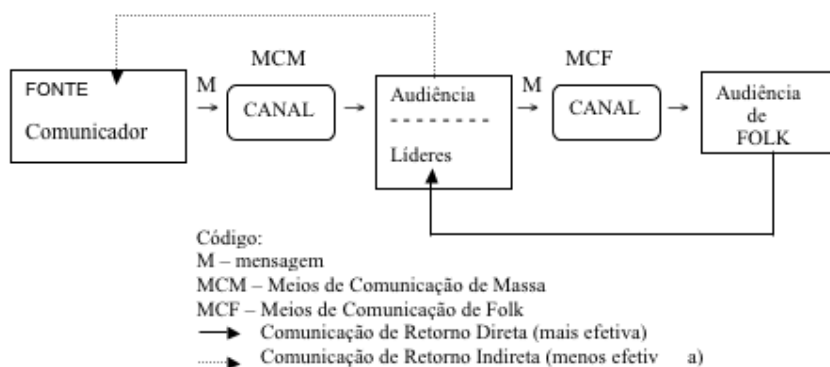 MCM
MCF
FONTE
Comunicador
M
CANAL
Audiência
- - - - - - - -
Líderes
M
CANAL
Audiência
de
FOLK
Código:
M – mensagem
MCM – Meios de Comunicação de Massa
MCF – Meios de Comunicação de Folk
Comunicação de Retorno Direta (mais efetiva)
Comunicação de Retorno Indireta (menos efetiv a)